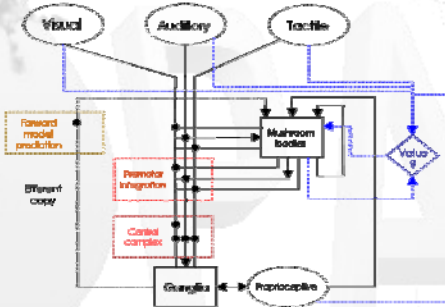 Visual
Auditory
Tactile
Forward
model
prediction
Mushroom
bodies
Value
g
Premotor
integration
Efferent
copy
Central
complex
Ganglia
Proprioceptive